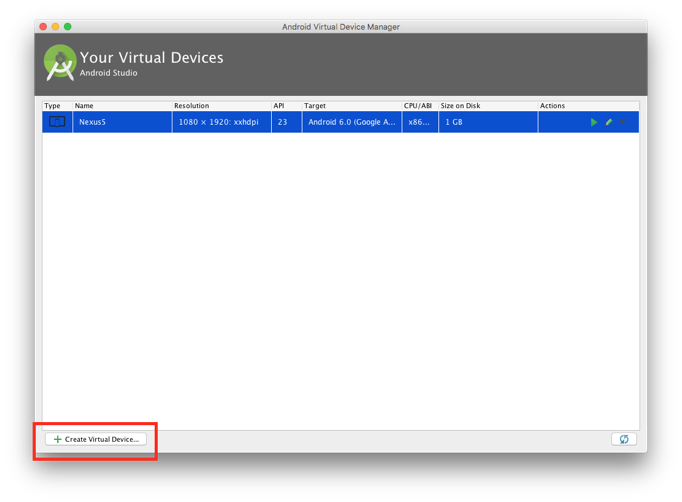 Android Virtual Device Manager
Your Virtual Devices
Android Studio
Type Name Resolution API Target CPU/ABI Size on Disk Actions
Nexus5 1080 × 1920: xxhdpi 23 Android 6.0 (Google A... x86... 1 GB
Create Virtual Device...